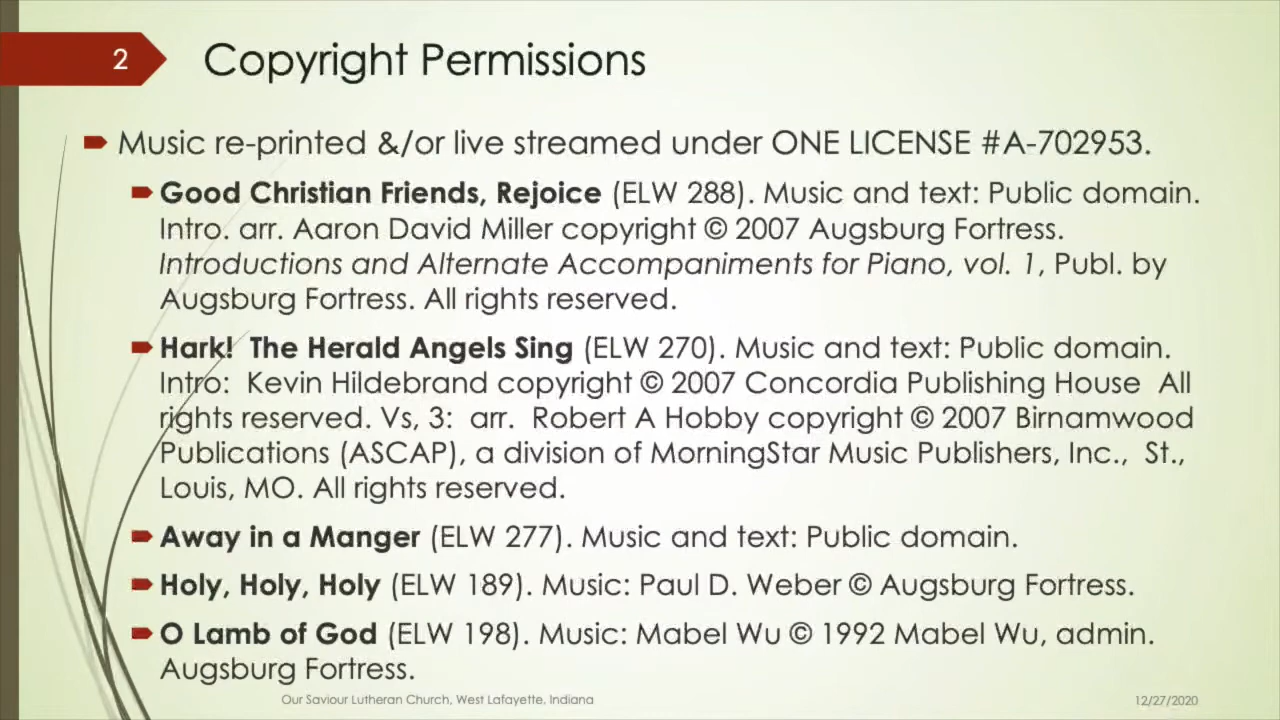 2
Copyright Permissions
Music re-printed &/or live streamed under ONE LICENSE #A-702953.
Good Christian Friends, Rejoice (ELW 288). Music and text: Public domain.
Intro. arr. Aaron David Miller copyright © 2007 Augsburg Fortress.
Introductions and Alternate Accompaniments for Piano, vol. 1, Publ. by
Augsburg Fortress. All rights reserved.
Hark!  The Herald Angels Sing (ELW 270). Music and text: Public domain.
Intro:  Kevin Hildebrand copyright © 2007 Concordia Publishing House  All
rights reserved. Vs, 3:  arr.  Robert A Hobby copyright © 2007 Birnamwood
Publications (ASCAP), a division of MorningStar Music Publishers, Inc.,  St.,
Louis, MO. All rights reserved.
Away in a Manger (ELW 277). Music and text: Public domain.
Holy, Holy, Holy (ELW 189). Music: Paul D. Weber © Augsburg Fortress.
O Lamb of God (ELW 198). Music: Mabel Wu © 1992 Mabel Wu, admin.
Augsburg Fortress.
Our Saviour Lutheran Church, West Lafayette, Indiana
12/27/2020